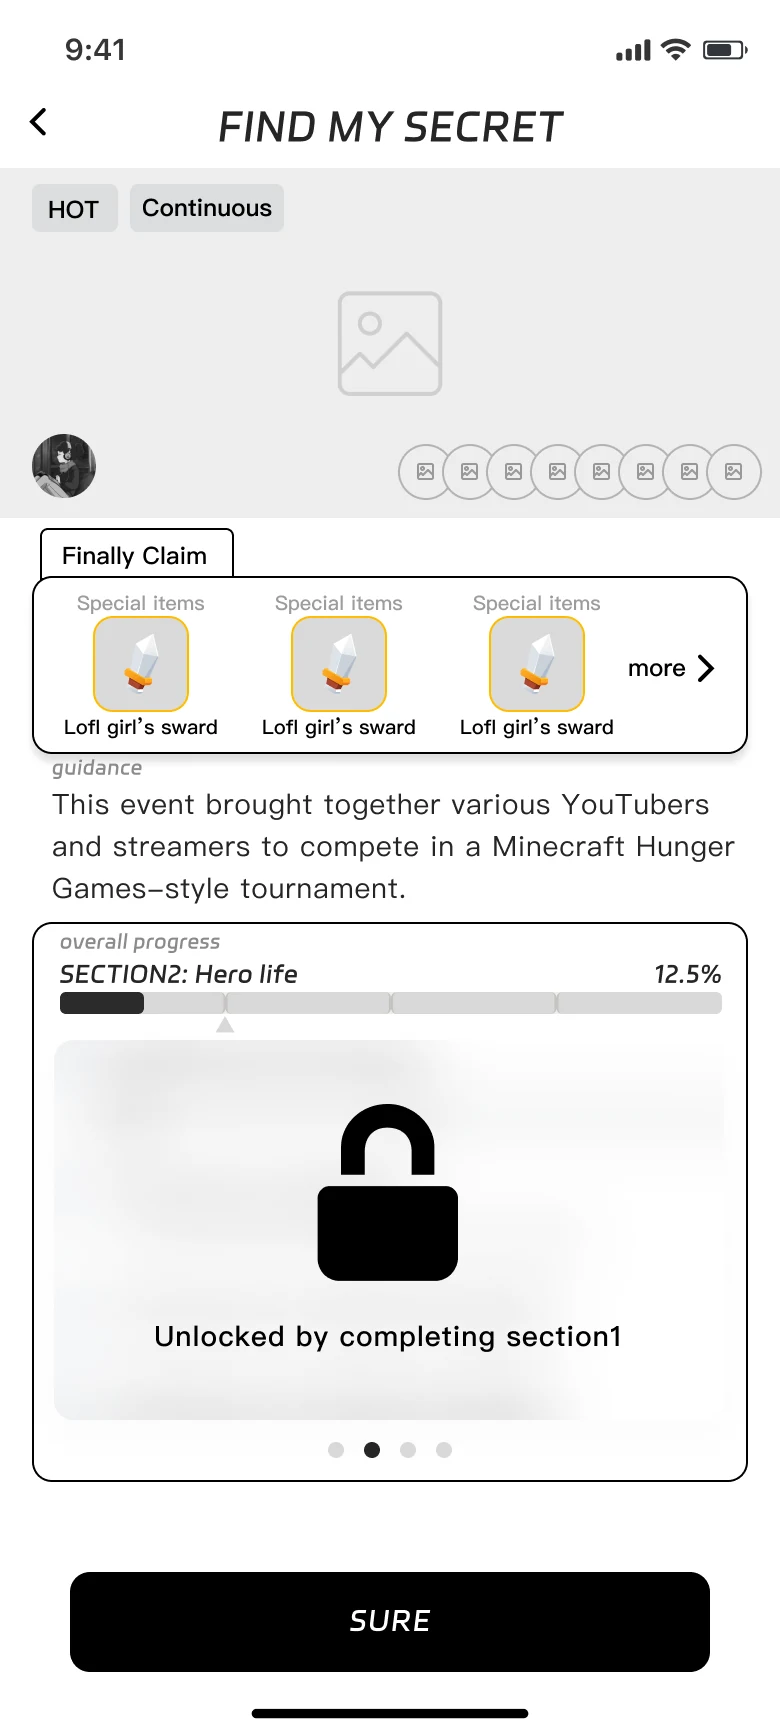 9:41
FIND MY SECRET
HOT
Continuous
Finally Claim
Special items
Special items
Special items
more
Lofl girl’s sward
Lofl girl’s sward
Lofl girl’s sward
guidance
This event brought together various YouTubers
and streamers to compete in a Minecraft Hunger
Games–style tournament.
overall progress
SECTION2: Hero life
12.5%
Unlocked by completing section1
SURE